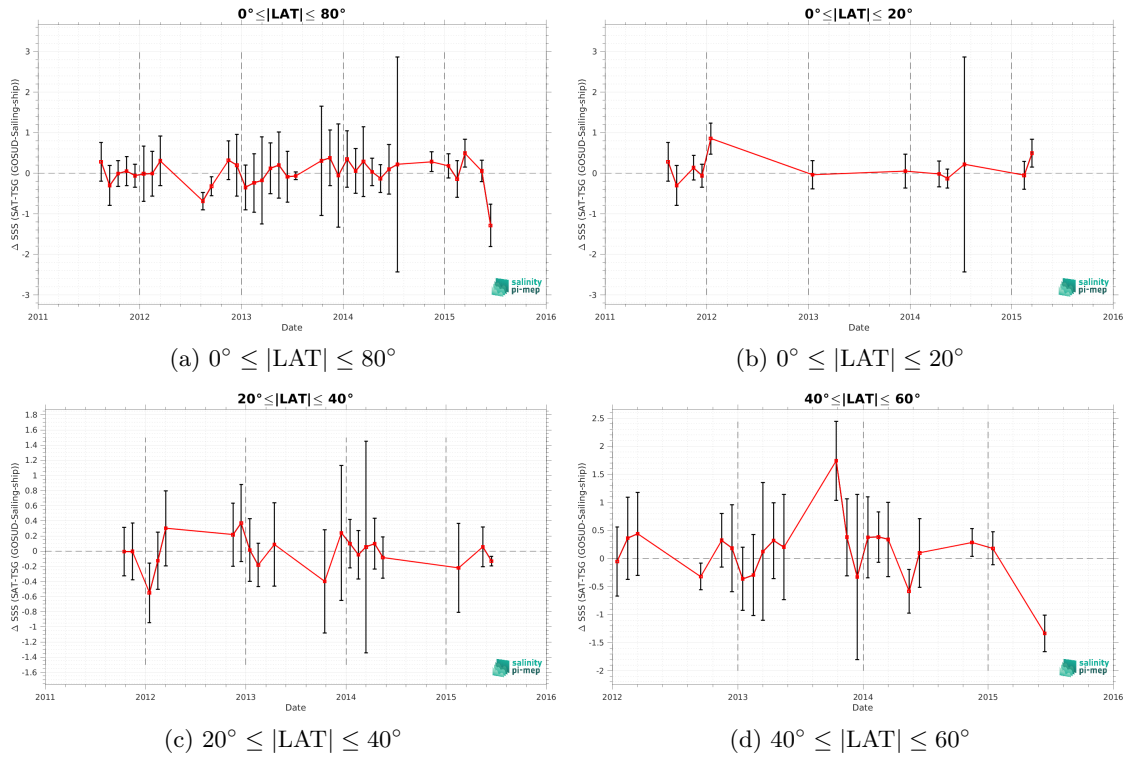 0°≤|LAT|≤ 80°
Δ SSS (SAT-TSG (GOSUD-Sailing-ship))
3
2
1
0
-1
-2
-3
2011 2012 2013 2014 2015 2016
Date
salinity
pi-mep
(a) 0° ≤ |LAT| ≤ 80°
0°≤|LAT|≤ 20°
Δ SSS (SAT-TSG (GOSUD-Sailing-ship))
3
2
1
0
-1
-2
-3
2011 2012 2013 2014 2015 2016
Date
salinity
pi-mep
(b) 0° ≤ |LAT| ≤ 20°
20°≤|LAT|≤ 40°
Δ SSS (SAT-TSG (GOSUD-Sailing-ship))
1.8
1.6
1.4
1.2
1
0.8
0.6
0.4
0.2
0
-0.2
-0.4
-0.6
-0.8
-1
-1.2
-1.4
-1.6
2011 2012 2013 2014 2015 2016
Date
salinity
pi-mep
(c) 20° ≤ |LAT| ≤ 40°
40°≤|LAT|≤ 60°
Δ SSS (SAT-TSG (GOSUD-Sailing-ship))
2.5
2
1.5
1
0.5
0
-0.5
-1
-1.5
-2
2012 2013 2014 2015 2016
Date
salinity
pi-mep
(d) 40° ≤ |LAT| ≤ 60°